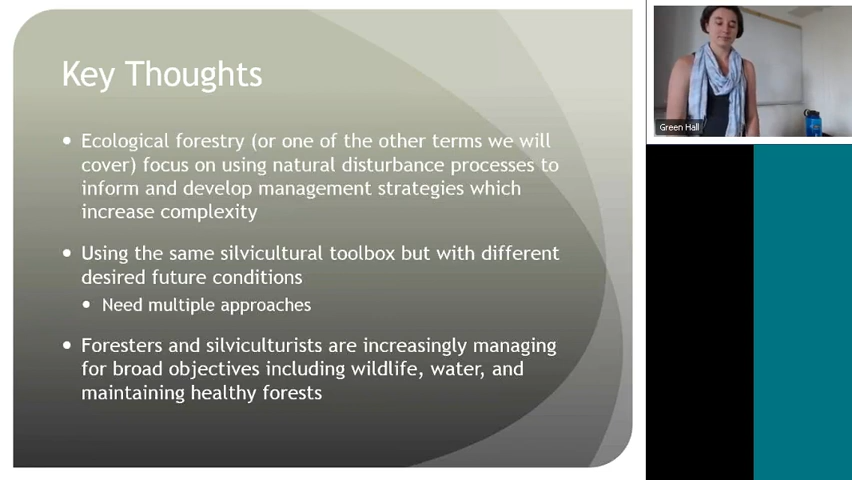 Key Thoughts
Ecological forestry (or one of the other terms we will
cover) focus on using natural disturbance processes to
inform and develop management strategies which
increase complexity
Using the same silvicultural toolbox but with different
desired future conditions
Need multiple approaches
Foresters and silviculturists are increasingly managing
for broad objectives including wildlife, water, and
maintaining healthy forests
Green Hall